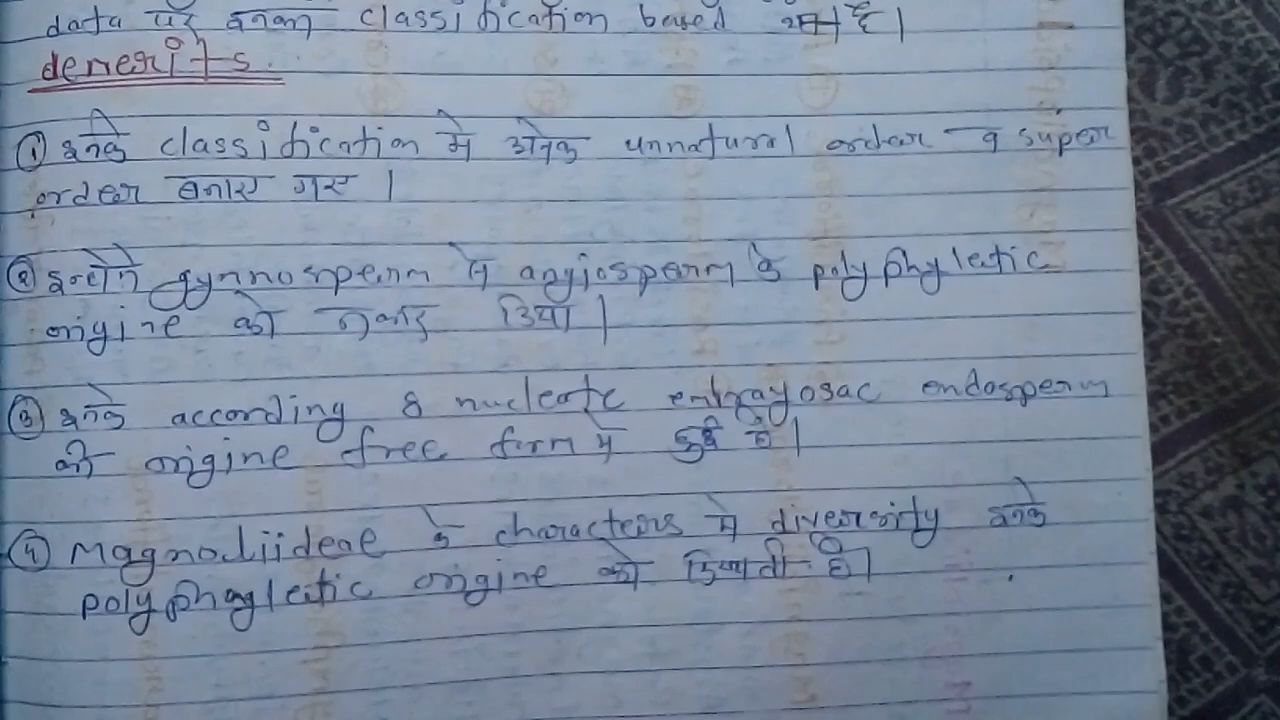 data पर इनका classification based था है।
demerits.
① इनके classification मे अनेक unnatural order व super
order बनाए गए।
② इन्होने gymnosperm मे angiosperm के polyphyletic
origine को नकार दिया।
③ इनके according 8 nucleate embryosac endosperm
की origine free form मे हुई है।
④ Magnoliideae के characters मे diversity इनके
polyphyletic origine को दिखाती है।